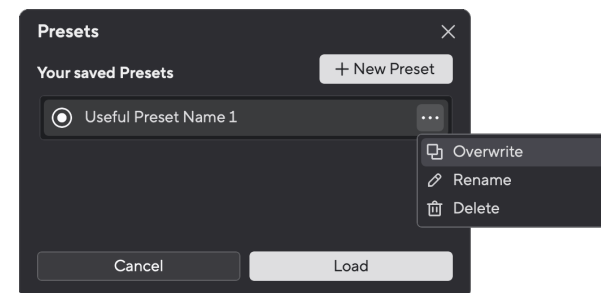 Presets
Your saved Presets
+ New Preset
Useful Preset Name 1
Overwrite
Rename
Delete
Cancel
Load